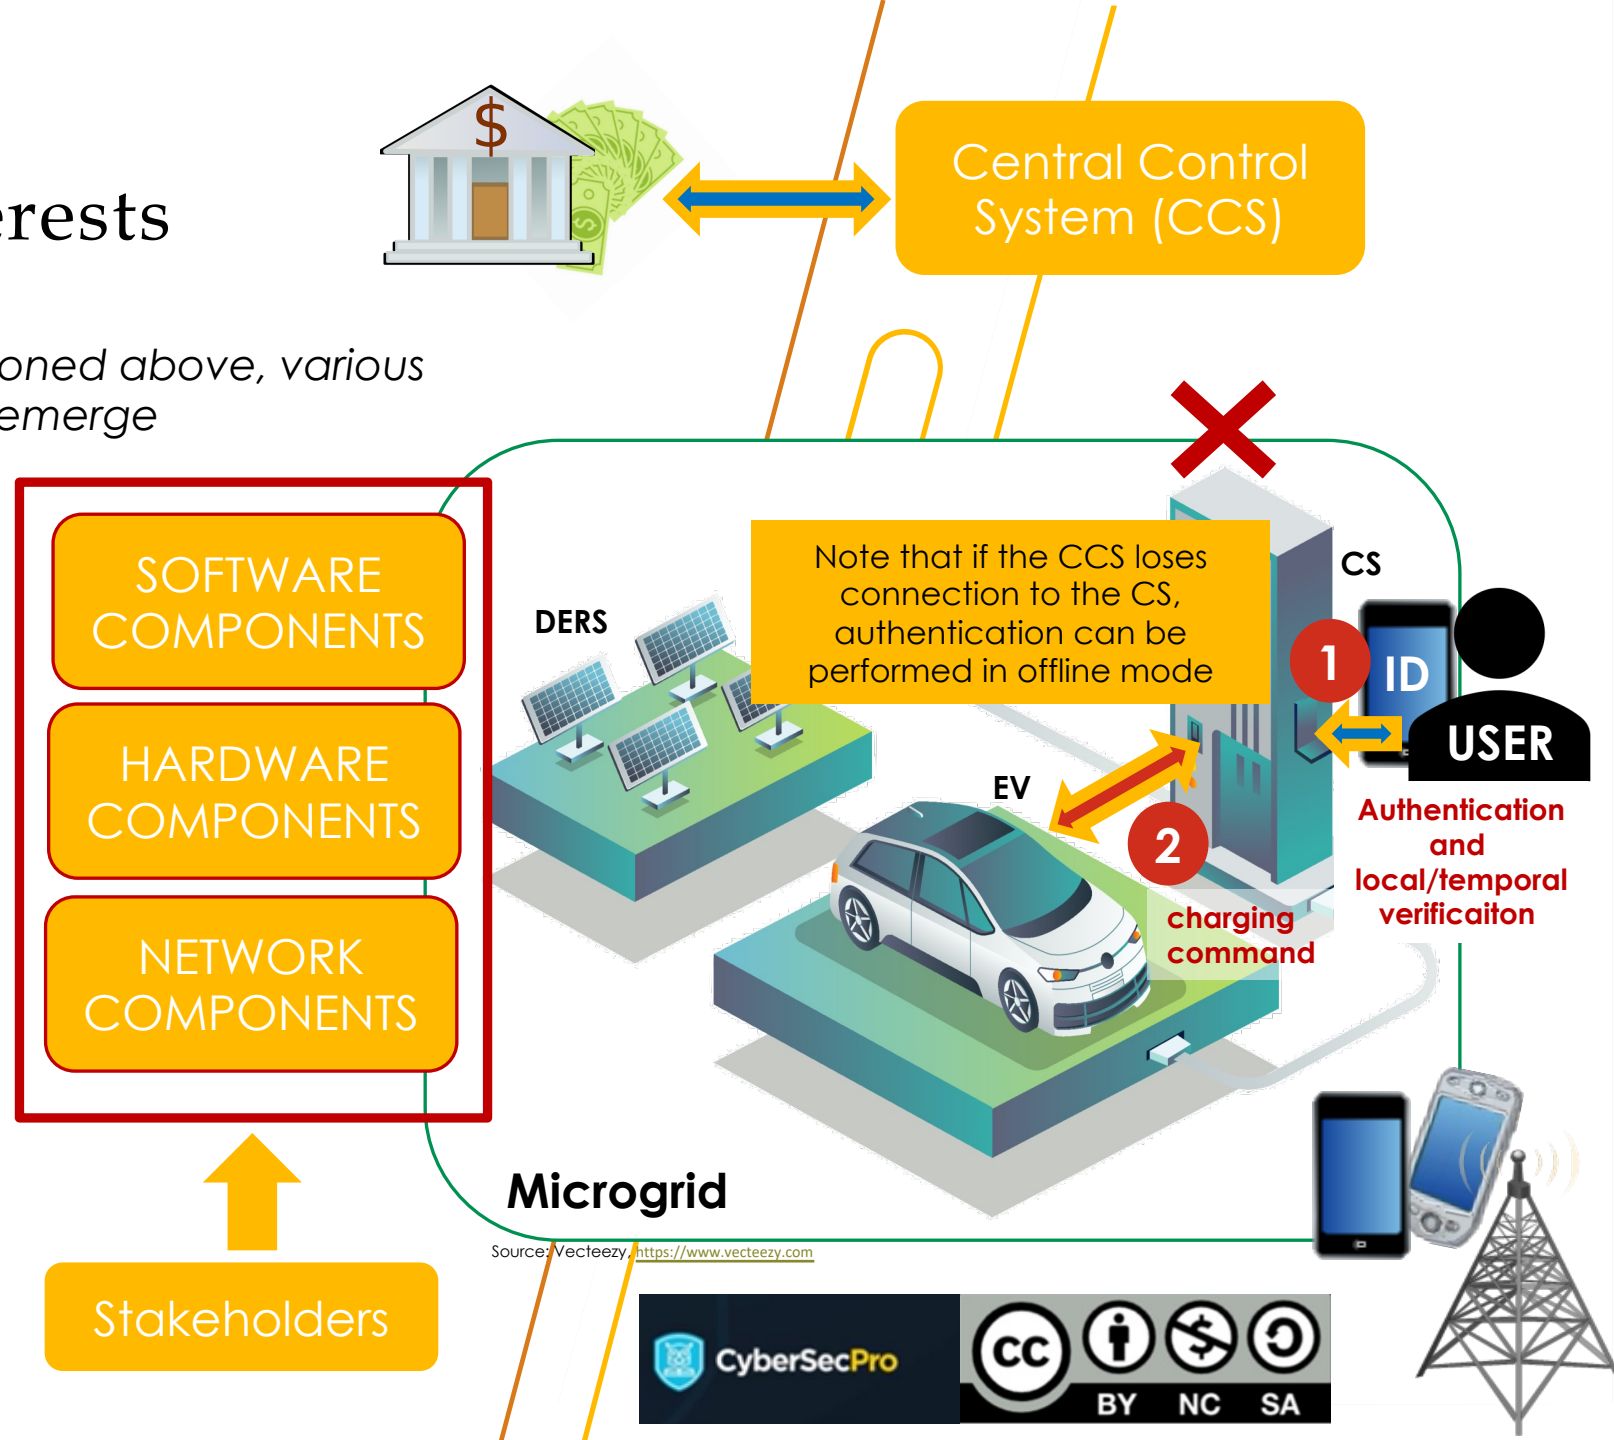 $
Central Control
System (CCS)
erests
oned above, various
emerge
SOFTWARE
COMPONENTS
HARDWARE
COMPONENTS
NETWORK
COMPONENTS
Stakeholders
Note that if the CCS loses
connection to the CS,
authentication can be
performed in offline mode
CS
DERS
EV
1
ID
USER
2
charging
command
Authentication
and
local/temporal
verificaiton
Microgrid
Source: Vecteezy, https://www.vecteezy.com
CyberSecPro
cc
BY NC SA